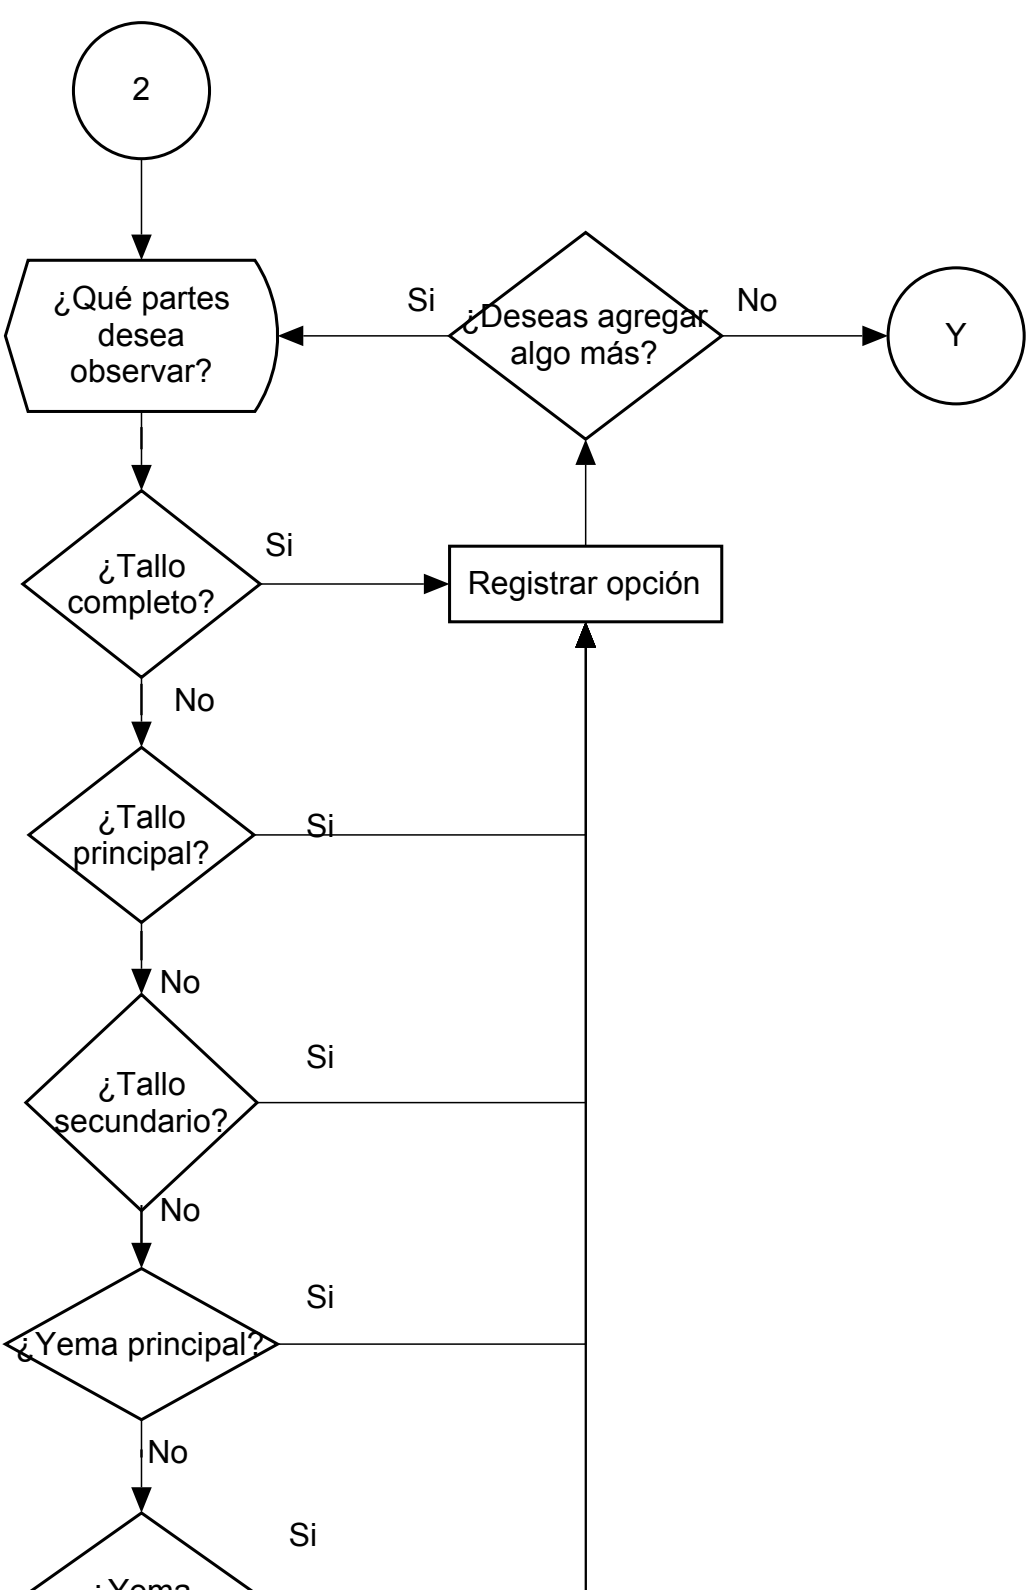 2
¿Qué partes
desea
observar?
Si
¿Deseas agregar
algo más?
No
Y
¿Tallo
completo?
Si
Registrar opción
No
¿Tallo
principal?
Si
No
¿Tallo
secundario?
Si
No
¿Yema principal?
Si
No
Si
¿Yema